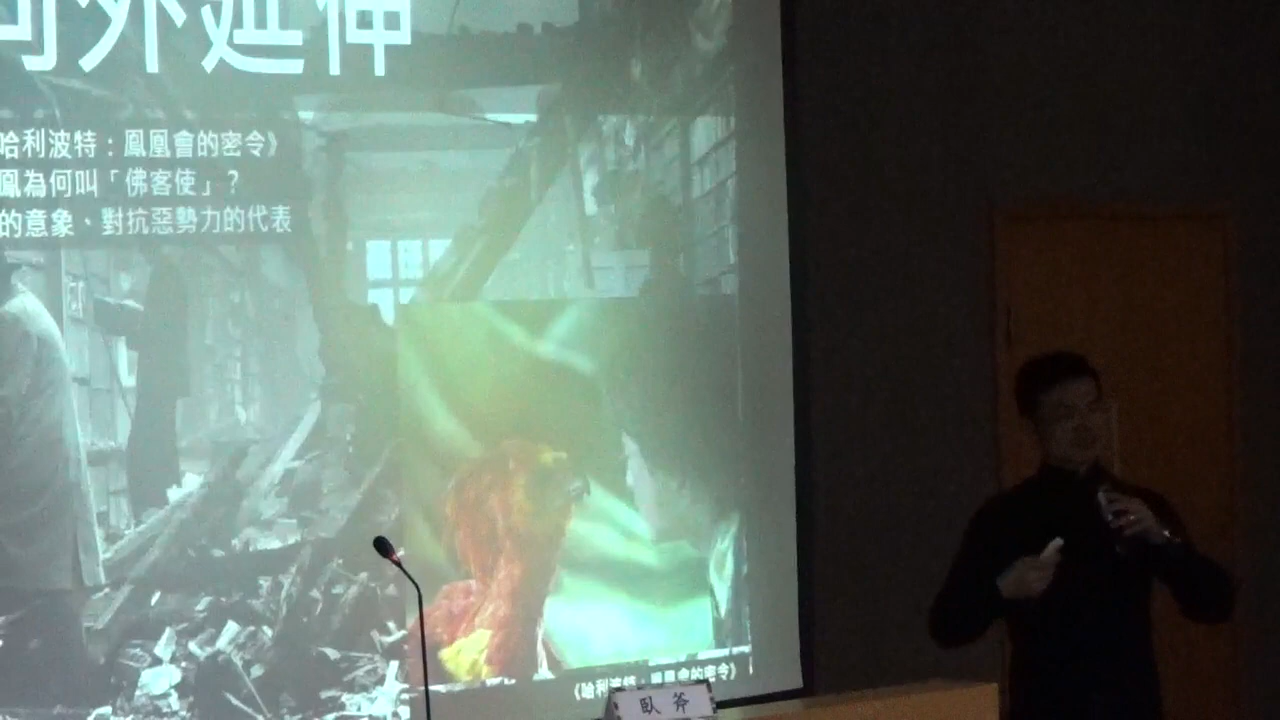 向外延伸
哈利波特：鳳凰會的密令》
鳳為何叫「佛客使」？
的意象、對抗惡勢力的代表
《哈利波特：鳳凰會的密令》
臥斧